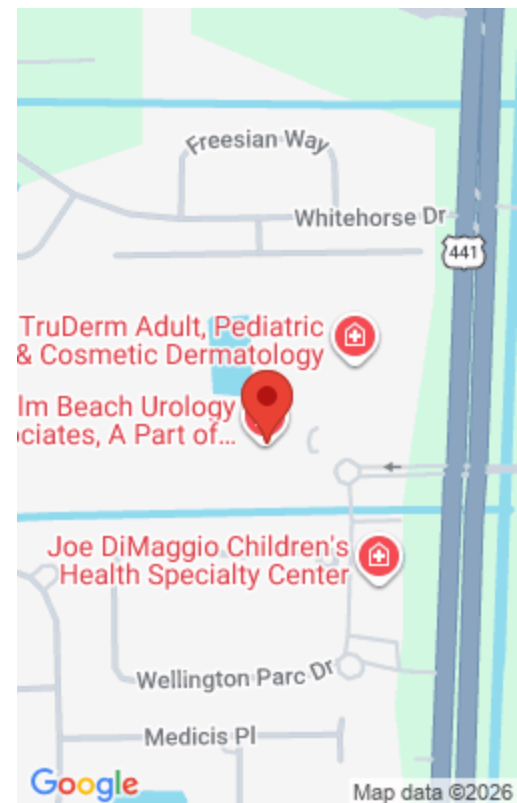 Freesian Way
Whitehorse Dr
441
TruDerm Adult, Pediatric
& Cosmetic Dermatology
lm Beach Urology
ciates, A Part of...
Joe DiMaggio Children's
Health Specialty Center
Wellington Parc Dr
Medicis Pl
Google
Map data ©2026